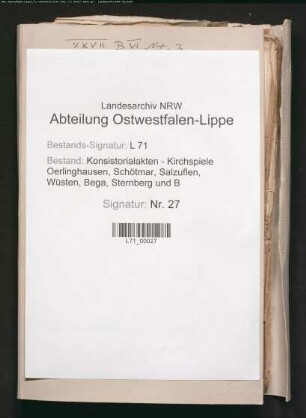 XXVII B VI Nr. 2
Landesarchiv NRW
Abteilung Ostwestfalen-Lippe
Bestands-Signatur: L 71
Bestand: Konsistorialakten - Kirchspiele
Oerlinghausen, Schötmar, Salzuflen,
Wüsten, Bega, Sternberg und B
Signatur: Nr. 27
L71_00027